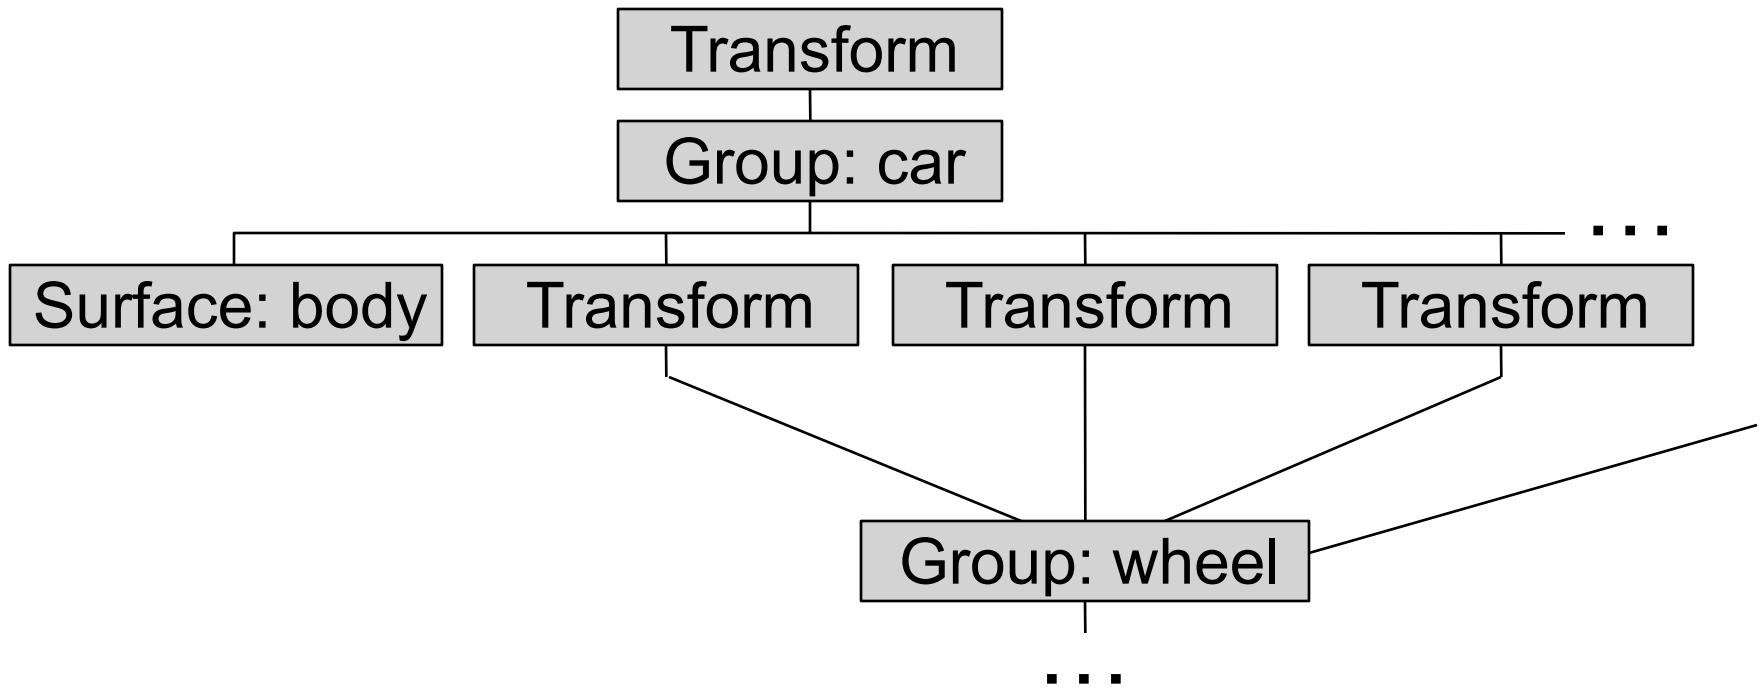 Transform
Group: car
...
Surface: body
Transform
Transform
Transform
Group: wheel
...